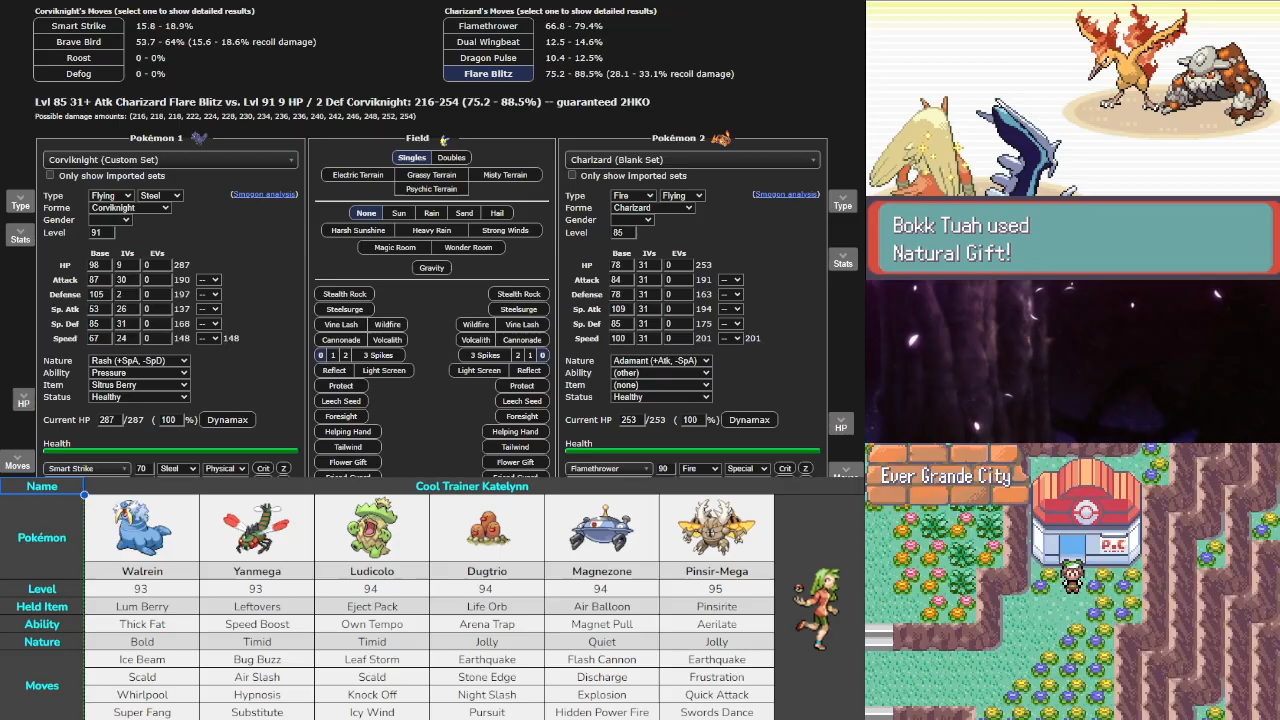 Corviknight's Moves (select one to show detailed results)
Smart Strike 15.8 - 18.9%
Brave Bird 53.7 - 64% (15.6 - 18.6% recoil damage)
Roost 0 - 0%
Defog 0 - 0%
Charizard's Moves (select one to show detailed results)
Flamethrower 66.8 - 79.4%
Dual Wingbeat 12.5 - 14.6%
Dragon Pulse 10.4 - 12.5%
Flare Blitz 75.2 - 88.5% (28.1 - 33.1% recoil damage)
Lvl 85 31+ Atk Charizard Flare Blitz vs. Lvl 91 9 HP / 2 Def Corviknight: 216-254 (75.2 - 88.5%) -- guaranteed 2HKO
Possible damage amounts: (216, 218, 218, 222, 224, 228, 230, 234, 236, 236, 240, 242, 246, 248, 252, 254)
Type
Stats
HP
Moves
Pokémon 1
Corviknight (Custom Set)
Only show imported sets
Type Flying Steel (Smogon analysis)
Forme Corviknight
Gender
Level 91
Base IVs EVs
HP 98 9 0 287
Attack 87 30 0 190 --
Defense 105 2 0 197 --
Sp. Atk 53 26 0 137 --
Sp. Def 85 31 0 168 --
Speed 67 24 0 148 -- 148
Nature Rash (+SpA, -SpD)
Ability Pressure
Item Sitrus Berry
Status Healthy
Current HP 287 /287 ( 100 %) Dynamax
Health
Smart Strike 70 Steel Physical Crit Z
Field
Singles Doubles
Electric Terrain Grassy Terrain Misty Terrain
Psychic Terrain
None Sun Rain Sand Hail
Harsh Sunshine Heavy Rain Strong Winds
Magic Room Wonder Room
Gravity
Stealth Rock Stealth Rock
Steelsurge Steelsurge
Vine Lash Wildfire Wildfire Vine Lash
Cannonade Volcalith Volcalith Cannonade
0 1 2 3 Spikes 3 Spikes 2 1 0
Reflect Light Screen Light Screen Reflect
Protect Protect
Leech Seed Leech Seed
Foresight Foresight
Helping Hand Helping Hand
Tailwind Tailwind
Flower Gift Flower Gift
Pokémon 2
Charizard (Blank Set)
Only show imported sets
Type Fire Flying (Smogon analysis)
Forme Charizard
Gender
Level 85
Base IVs EVs
HP 78 31 0 253
Attack 84 31 0 191 --
Defense 78 31 0 163 --
Sp. Atk 109 31 0 194 --
Sp. Def 85 31 0 175 --
Speed 100 31 0 201 -- 201
Nature Adamant (+Atk, -SpA)
Ability (other)
Item (none)
Status Healthy
Current HP 253 /253 ( 100 %) Dynamax
Health
Flamethrower 90 Fire Special Crit Z
Type
Stats
HP
Bokk Tuah used
Natural Gift!
Ever Grande City
P.C
Name Cool Trainer Katelynn
Pokémon Walrein Yanmega Ludicolo Dugtrio Magnezone Pinsir-Mega
Level 93 93 94 94 94 95
Held Item Lum Berry Leftovers Eject Pack Life Orb Air Balloon Pinsirite
Ability Thick Fat Speed Boost Own Tempo Arena Trap Magnet Pull Aerilate
Nature Bold Timid Timid Jolly Quiet Jolly
Moves Ice Beam Bug Buzz Leaf Storm Earthquake Flash Cannon Earthquake
Scald Air Slash Scald Stone Edge Discharge Frustration
Whirlpool Hypnosis Knock Off Night Slash Explosion Quick Attack
Super Fang Substitute Icy Wind Pursuit Hidden Power Fire Swords Dance